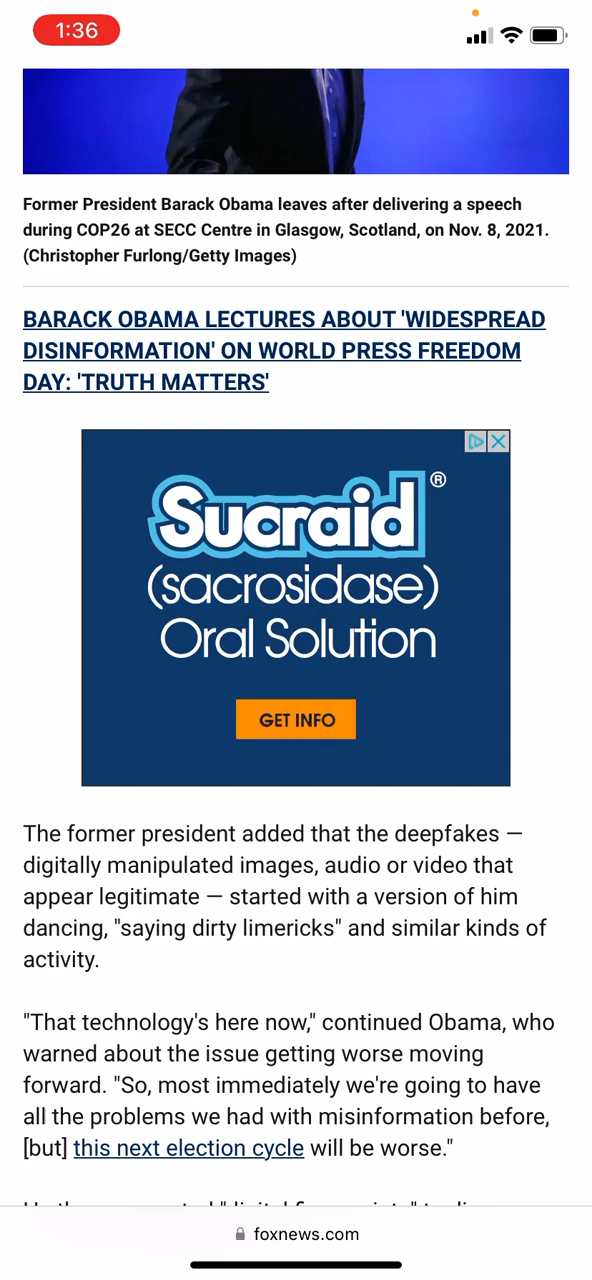 1:36
Former President Barack Obama leaves after delivering a speech
during COP26 at SECC Centre in Glasgow, Scotland, on Nov. 8, 2021.
(Christopher Furlong/Getty Images)
BARACK OBAMA LECTURES ABOUT 'WIDESPREAD
DISINFORMATION' ON WORLD PRESS FREEDOM
DAY: 'TRUTH MATTERS'
Sucraid®
(sacrosidase)
Oral Solution
GET INFO
The former president added that the deepfakes —
digitally manipulated images, audio or video that
appear legitimate — started with a version of him
dancing, "saying dirty limericks" and similar kinds of
activity.
"That technology's here now," continued Obama, who
warned about the issue getting worse moving
forward. "So, most immediately we're going to have
all the problems we had with misinformation before,
[but] this next election cycle will be worse."
foxnews.com